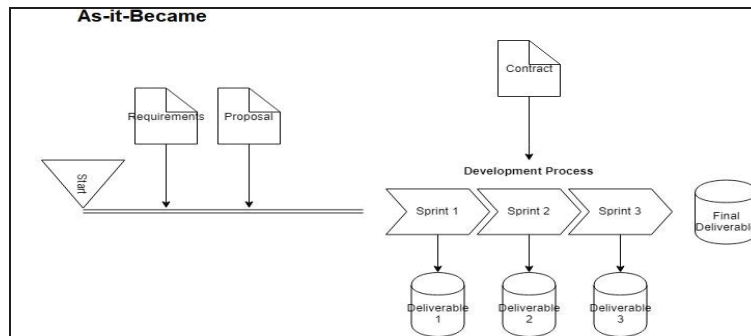 As-it-Became
Contract
Requirements
Proposal
Start
Development Process
Sprint 1
Sprint 2
Sprint 3
Final
Deliverable
Deliverable
1
Deliverable
2
Deliverable
3